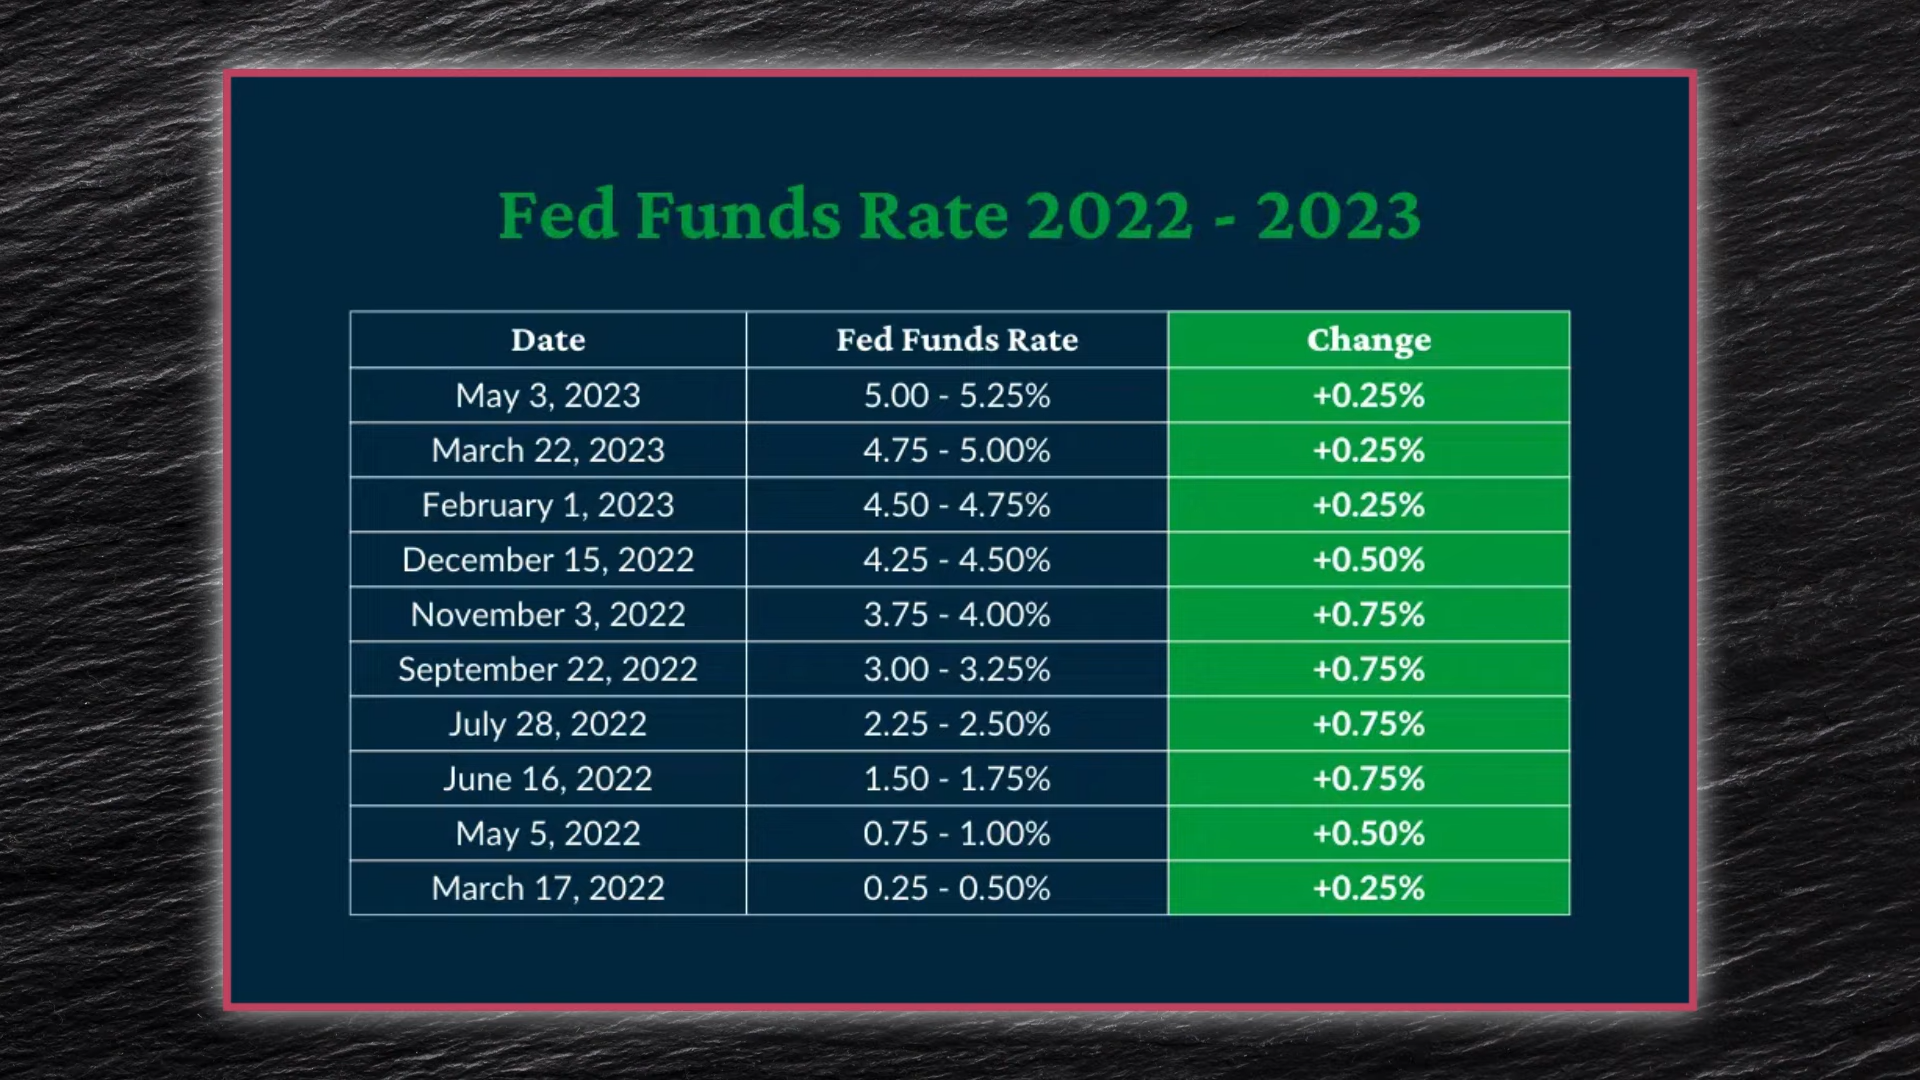 Fed Funds Rate 2022 - 2023
Date Fed Funds Rate Change
May 3, 2023 5.00 - 5.25% +0.25%
March 22, 2023 4.75 - 5.00% +0.25%
February 1, 2023 4.50 - 4.75% +0.25%
December 15, 2022 4.25 - 4.50% +0.50%
November 3, 2022 3.75 - 4.00% +0.75%
September 22, 2022 3.00 - 3.25% +0.75%
July 28, 2022 2.25 - 2.50% +0.75%
June 16, 2022 1.50 - 1.75% +0.75%
May 5, 2022 0.75 - 1.00% +0.50%
March 17, 2022 0.25 - 0.50% +0.25%